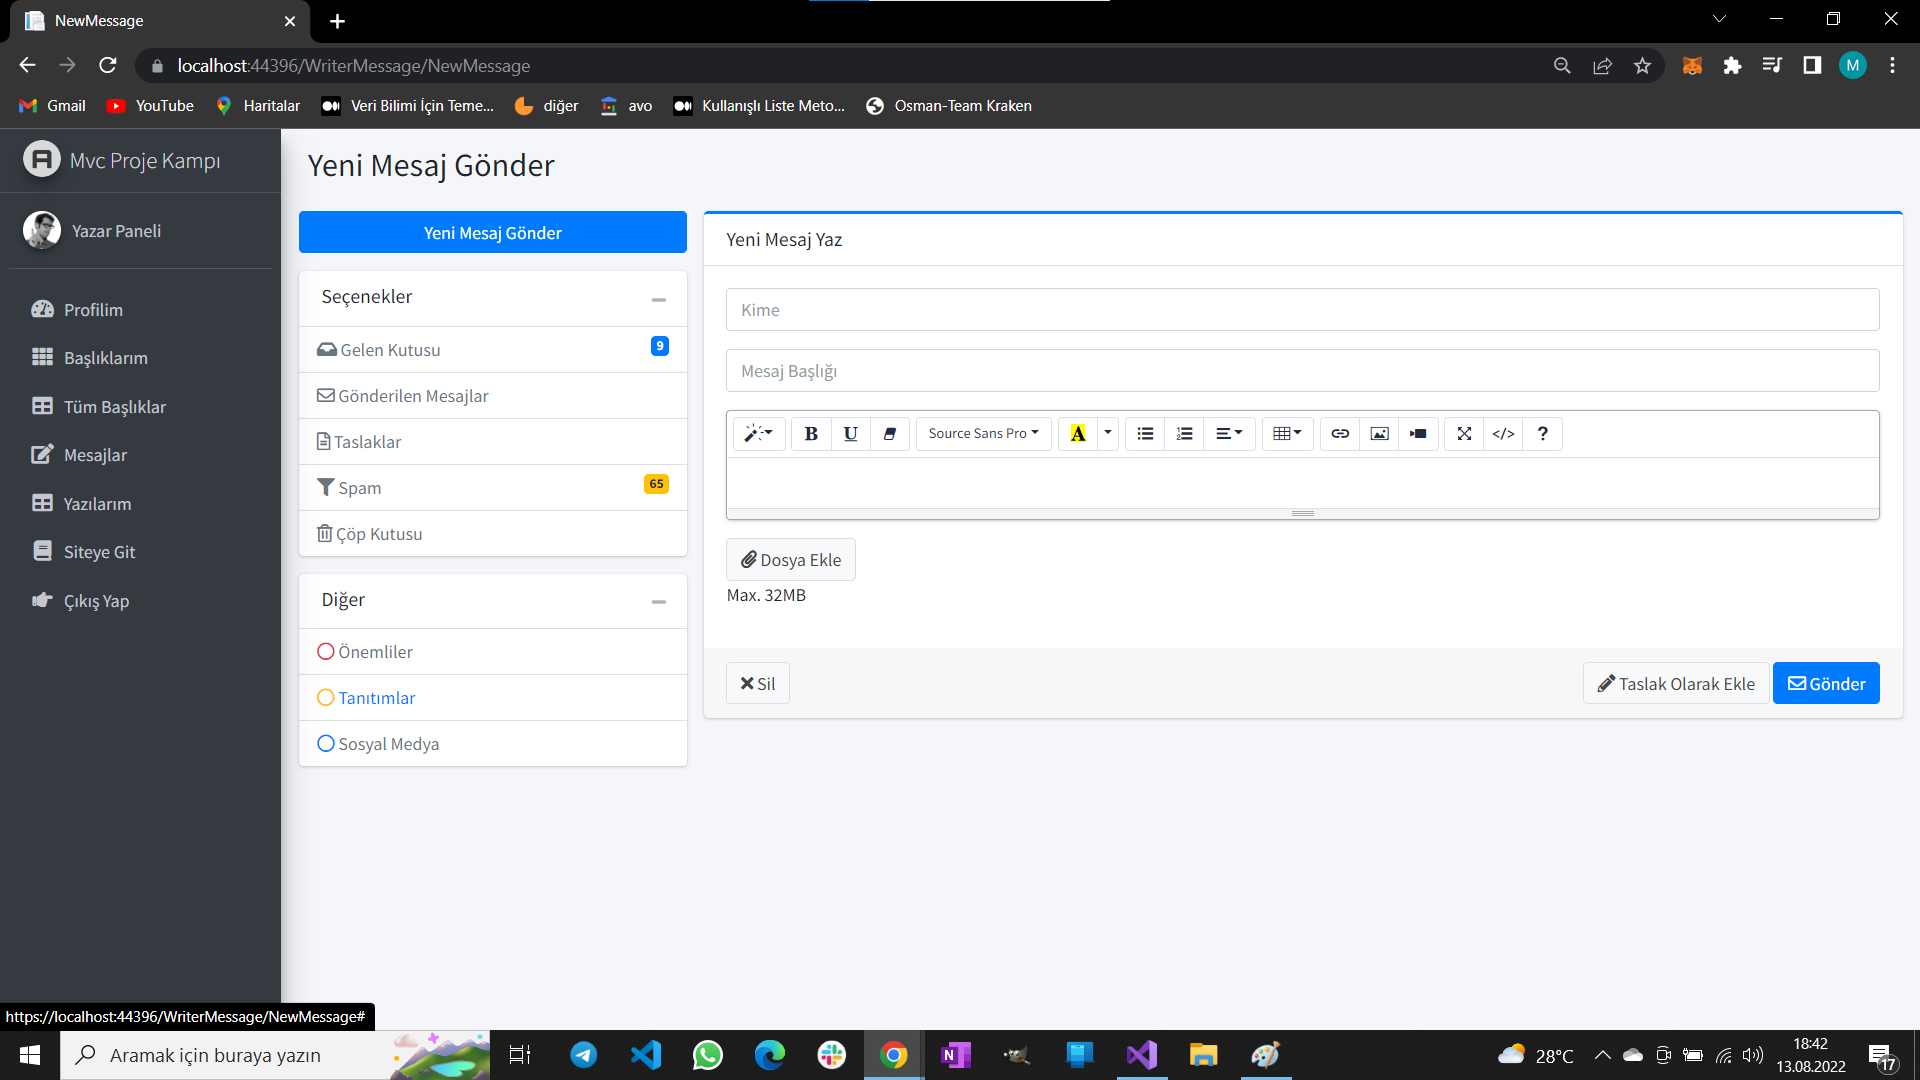 NewMessage
localhost:44396/WriterMessage/NewMessage
M
Gmail
YouTube
Haritalar
Veri Bilimi İçin Teme...
diğer
avo
Kullanışlı Liste Meto...
Osman-Team Kraken
Mvc Proje Kampı
Yazar Paneli
Profilim
Başlıklarım
Tüm Başlıklar
Mesajlar
Yazılarım
Siteye Git
Çıkış Yap
Yeni Mesaj Gönder
Yeni Mesaj Gönder
Seçenekler
Gelen Kutusu 9
Gönderilen Mesajlar
Taslaklar
Spam 65
Çöp Kutusu
Diğer
Önemliler
Tanıtımlar
Sosyal Medya
Yeni Mesaj Yaz
Kime
Mesaj Başlığı
B U Source Sans Pro A </> ?
Dosya Ekle
Max. 32MB
Sil
Taslak Olarak Ekle
Gönder
https://localhost:44396/WriterMessage/NewMessage#
Aramak için buraya yazın
N
28°C
18:42
13.08.2022
17